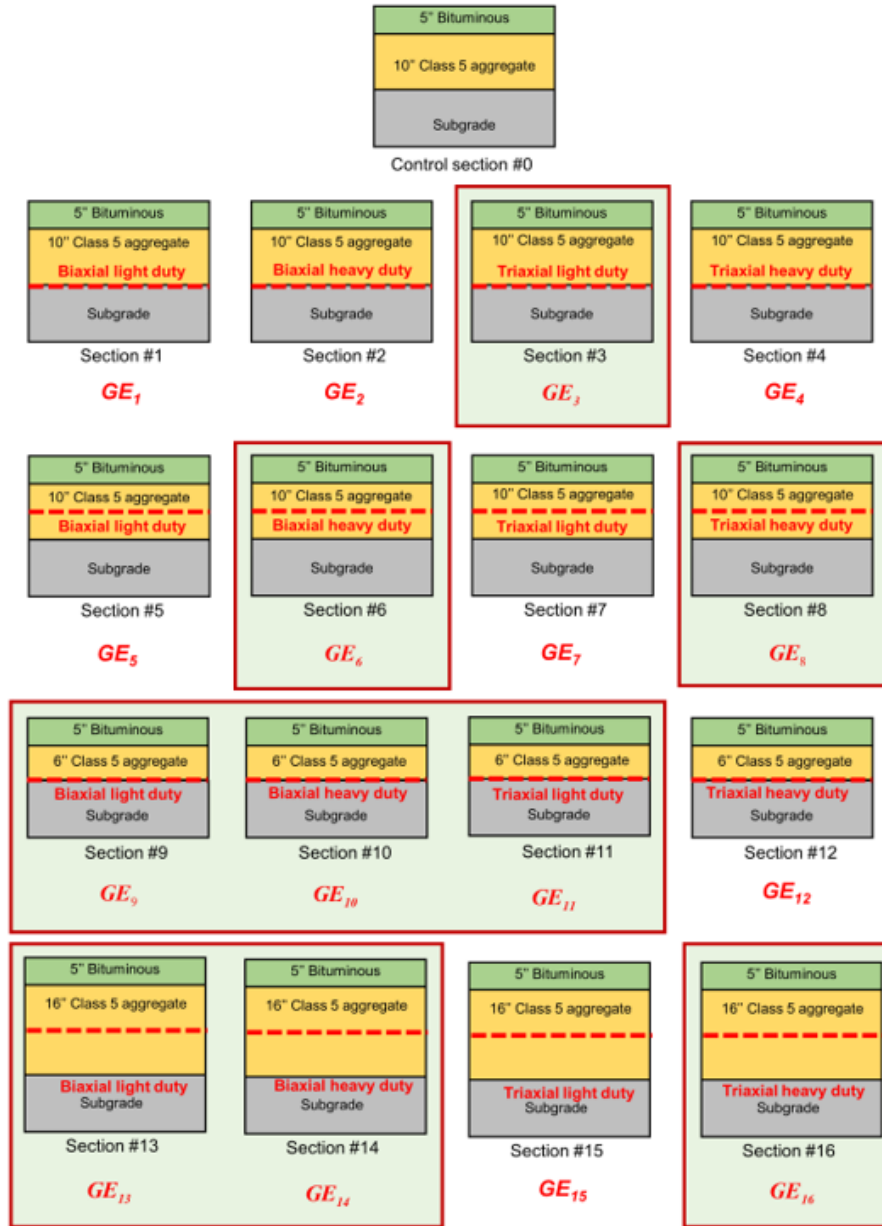 5" Bituminous
10" Class 5 aggregate
Subgrade
Control section #0
5" Bituminous
10" Class 5 aggregate
Biaxial light duty
Subgrade
Section #1
GE1
5" Bituminous
10" Class 5 aggregate
Biaxial heavy duty
Subgrade
Section #2
GE2
5" Bituminous
10" Class 5 aggregate
Triaxial light duty
Subgrade
Section #3
GE3
5" Bituminous
10" Class 5 aggregate
Triaxial heavy duty
Subgrade
Section #4
GE4
5" Bituminous
10" Class 5 aggregate
Biaxial light duty
Subgrade
Section #5
GE5
5" Bituminous
10" Class 5 aggregate
Biaxial heavy duty
Subgrade
Section #6
GE6
5" Bituminous
10" Class 5 aggregate
Triaxial light duty
Subgrade
Section #7
GE7
5" Bituminous
10" Class 5 aggregate
Triaxial heavy duty
Subgrade
Section #8
GE8
5" Bituminous
6" Class 5 aggregate
Biaxial light duty
Subgrade
Section #9
GE9
5" Bituminous
6" Class 5 aggregate
Biaxial heavy duty
Subgrade
Section #10
GE10
5" Bituminous
6" Class 5 aggregate
Triaxial light duty
Subgrade
Section #11
GE11
5" Bituminous
6" Class 5 aggregate
Triaxial heavy duty
Subgrade
Section #12
GE12
5" Bituminous
16" Class 5 aggregate
Biaxial light duty
Subgrade
Section #13
GE13
5" Bituminous
16" Class 5 aggregate
Biaxial heavy duty
Subgrade
Section #14
GE14
5" Bituminous
16" Class 5 aggregate
Triaxial light duty
Subgrade
Section #15
GE15
5" Bituminous
16" Class 5 aggregate
Triaxial heavy duty
Subgrade
Section #16
GE16